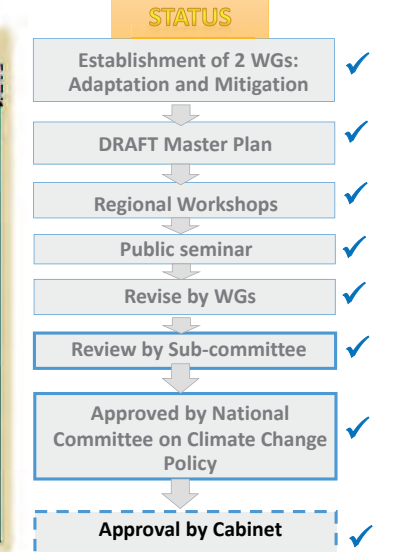 STATUS
Establishment of 2 WGs:
Adaptation and Mitigation
DRAFT Master Plan
Regional Workshops
Public seminar
Revise by WGs
Review by Sub-committee
Approved by National
Committee on Climate Change
Policy
Approval by Cabinet